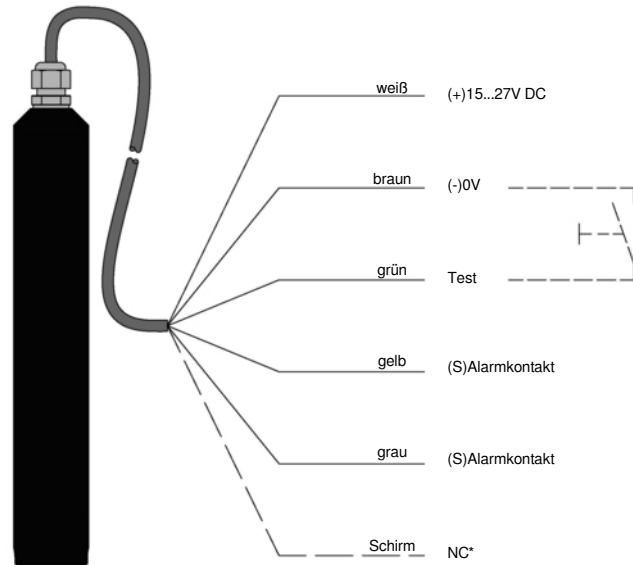 weiß (+)15...27V DC
braun (-)0V
grün Test
gelb (S)Alarmkontakt
grau (S)Alarmkontakt
Schirm NC*